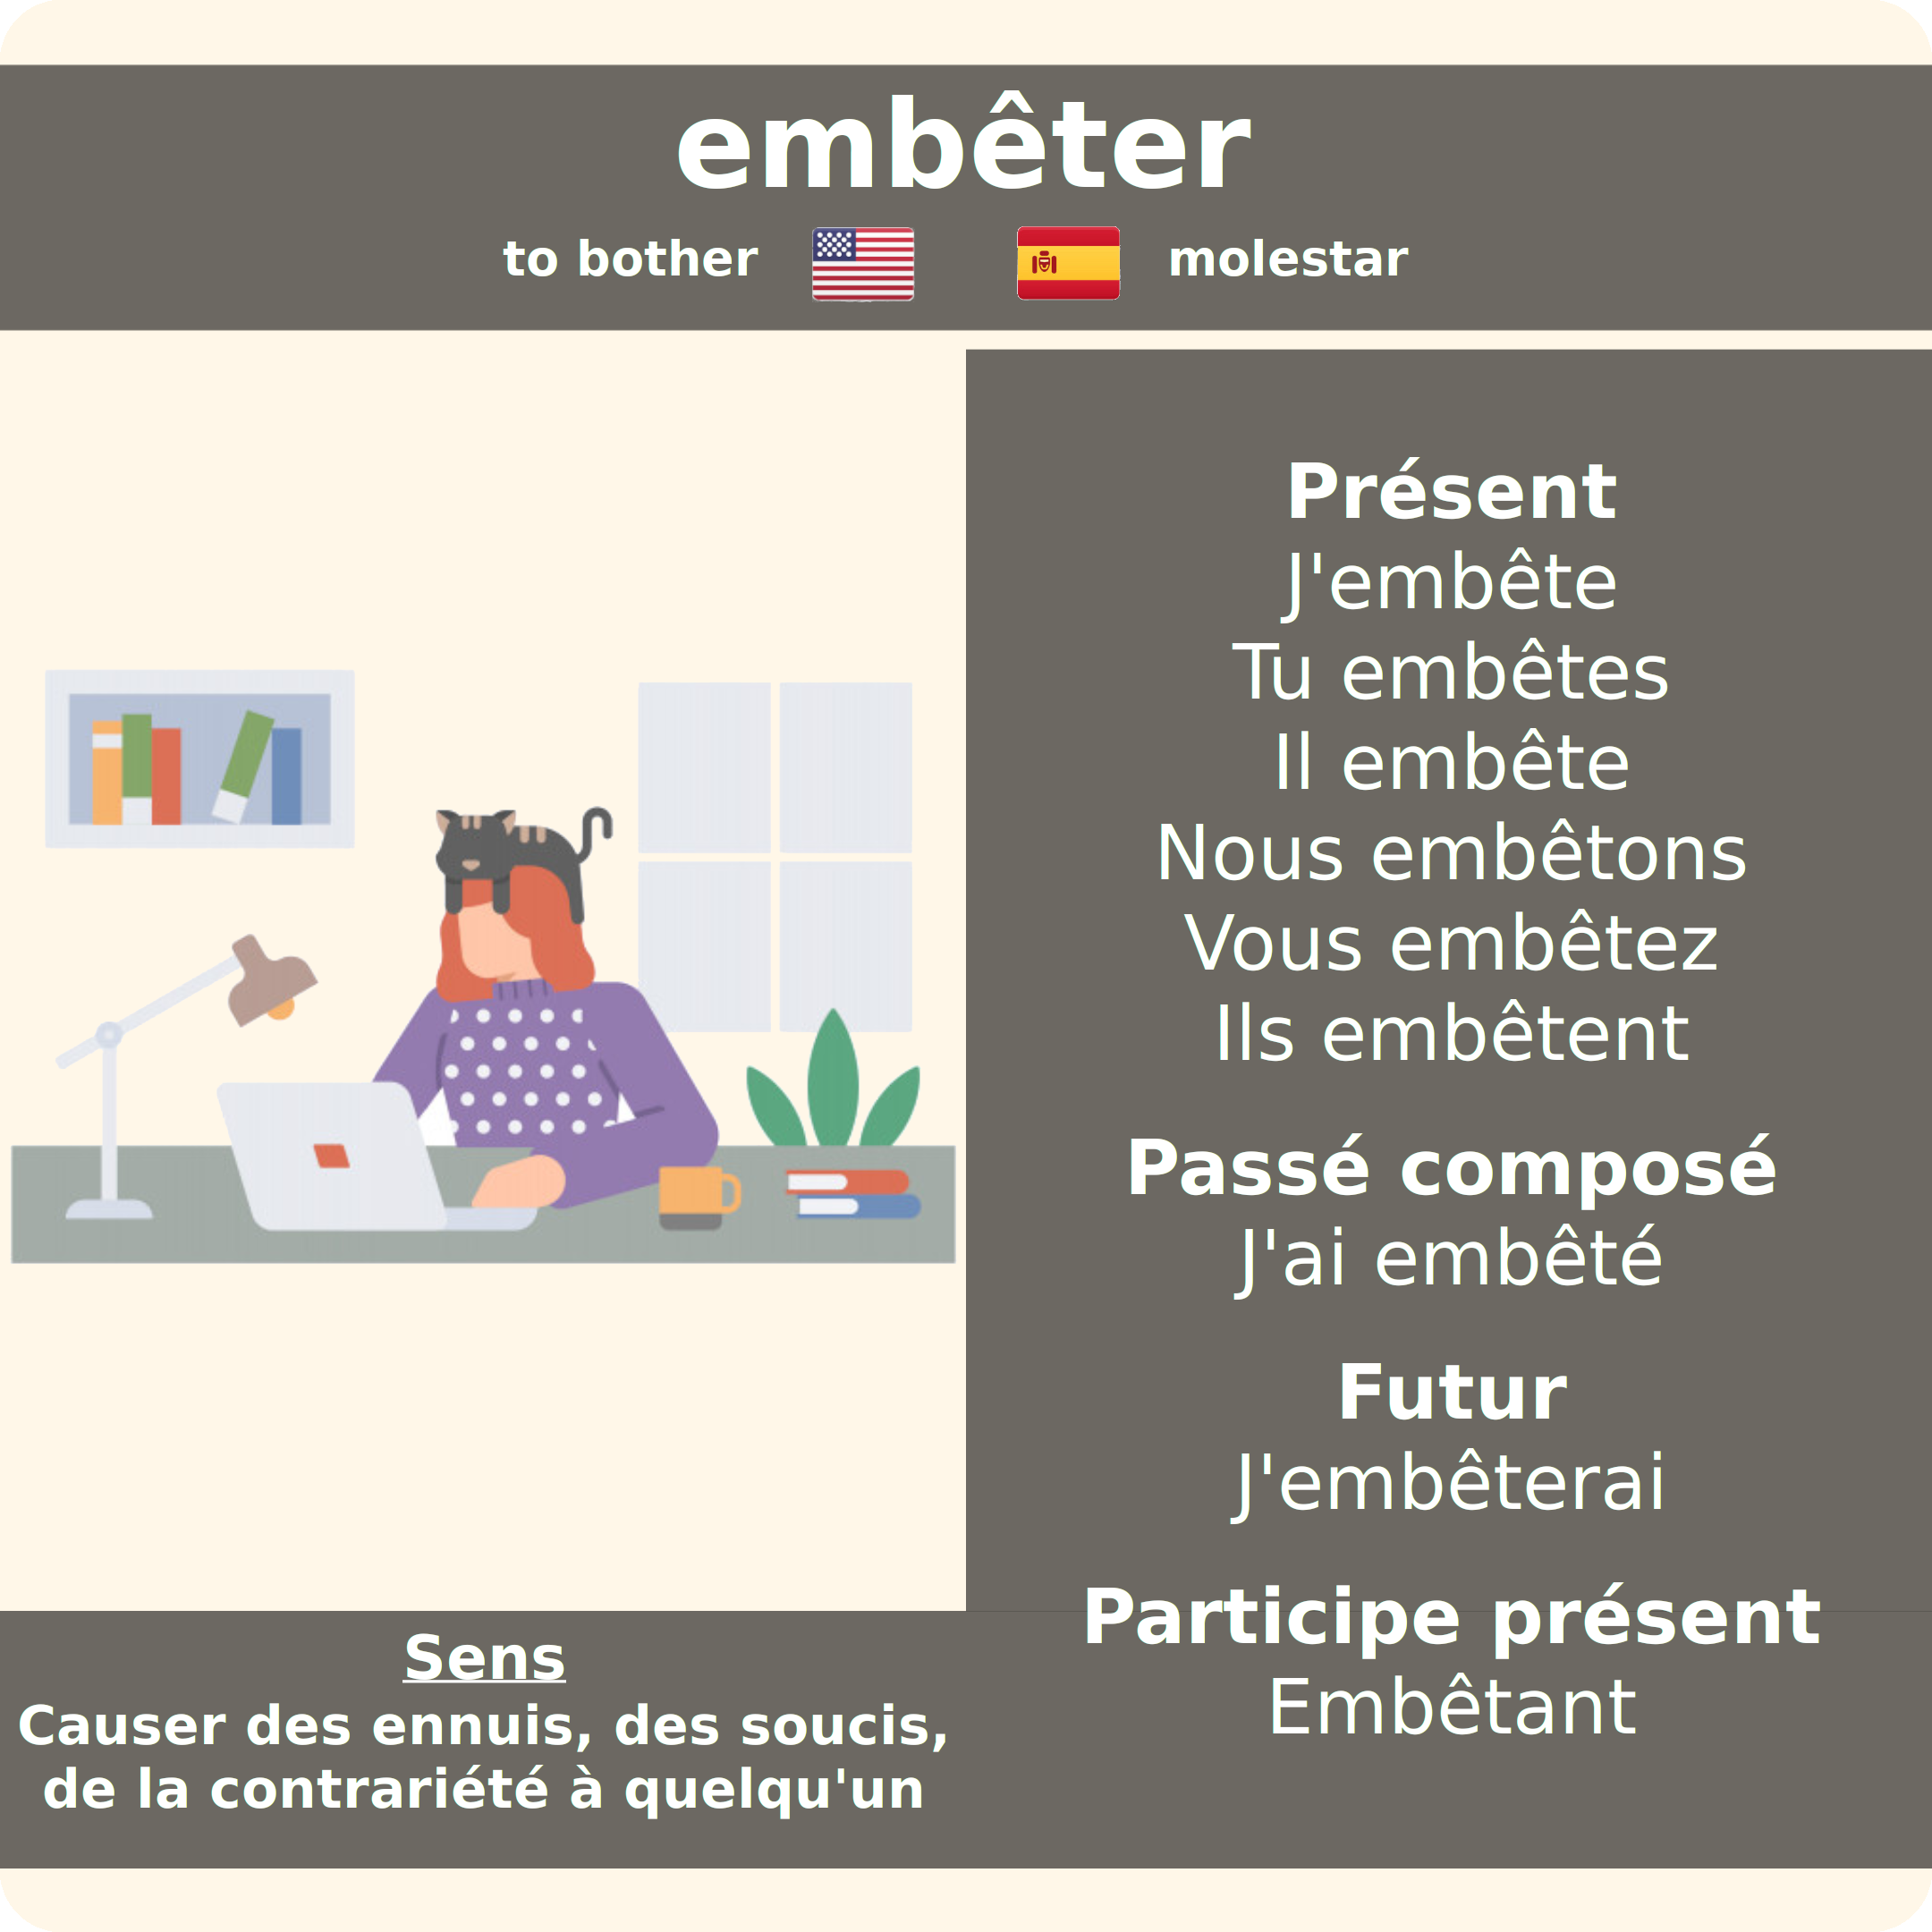 embêter
to bother
molestar
Présent
J'embête
Tu embêtes
Il embête
Nous embêtons
Vous embêtez
Ils embêtent
Passé composé
J'ai embêté
Futur
J'embêterai
Participe présent
Embêtant
Sens
Causer des ennuis, des soucis,
de la contrariété à quelqu'un